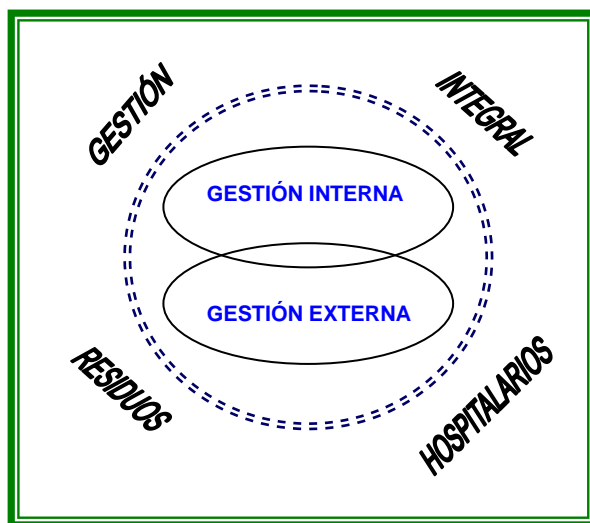 GESTIÓN
INTEGRAL
GESTIÓN INTERNA
GESTIÓN EXTERNA
RESIDUOS
HOSPITALARIOS